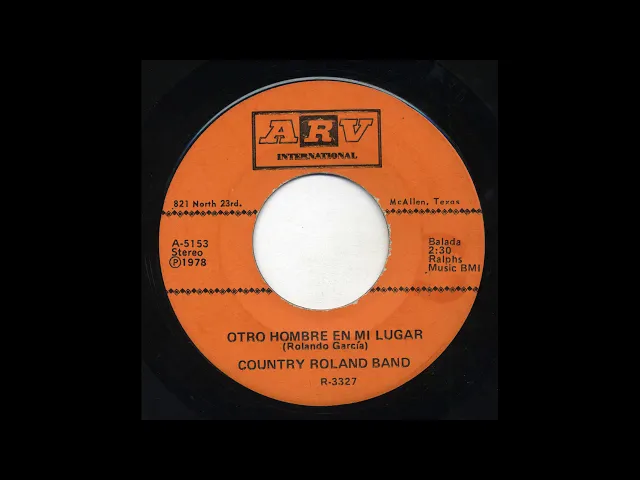 ARV
INTERNATIONAL
821 North 23rd.
McAllen, Texas
A-5153
Stereo
Ⓟ1978
Balada
2:30
Ralphs
Music BMI
OTRO HOMBRE EN MI LUGAR
(Rolando García)
COUNTRY ROLAND BAND
R-3327